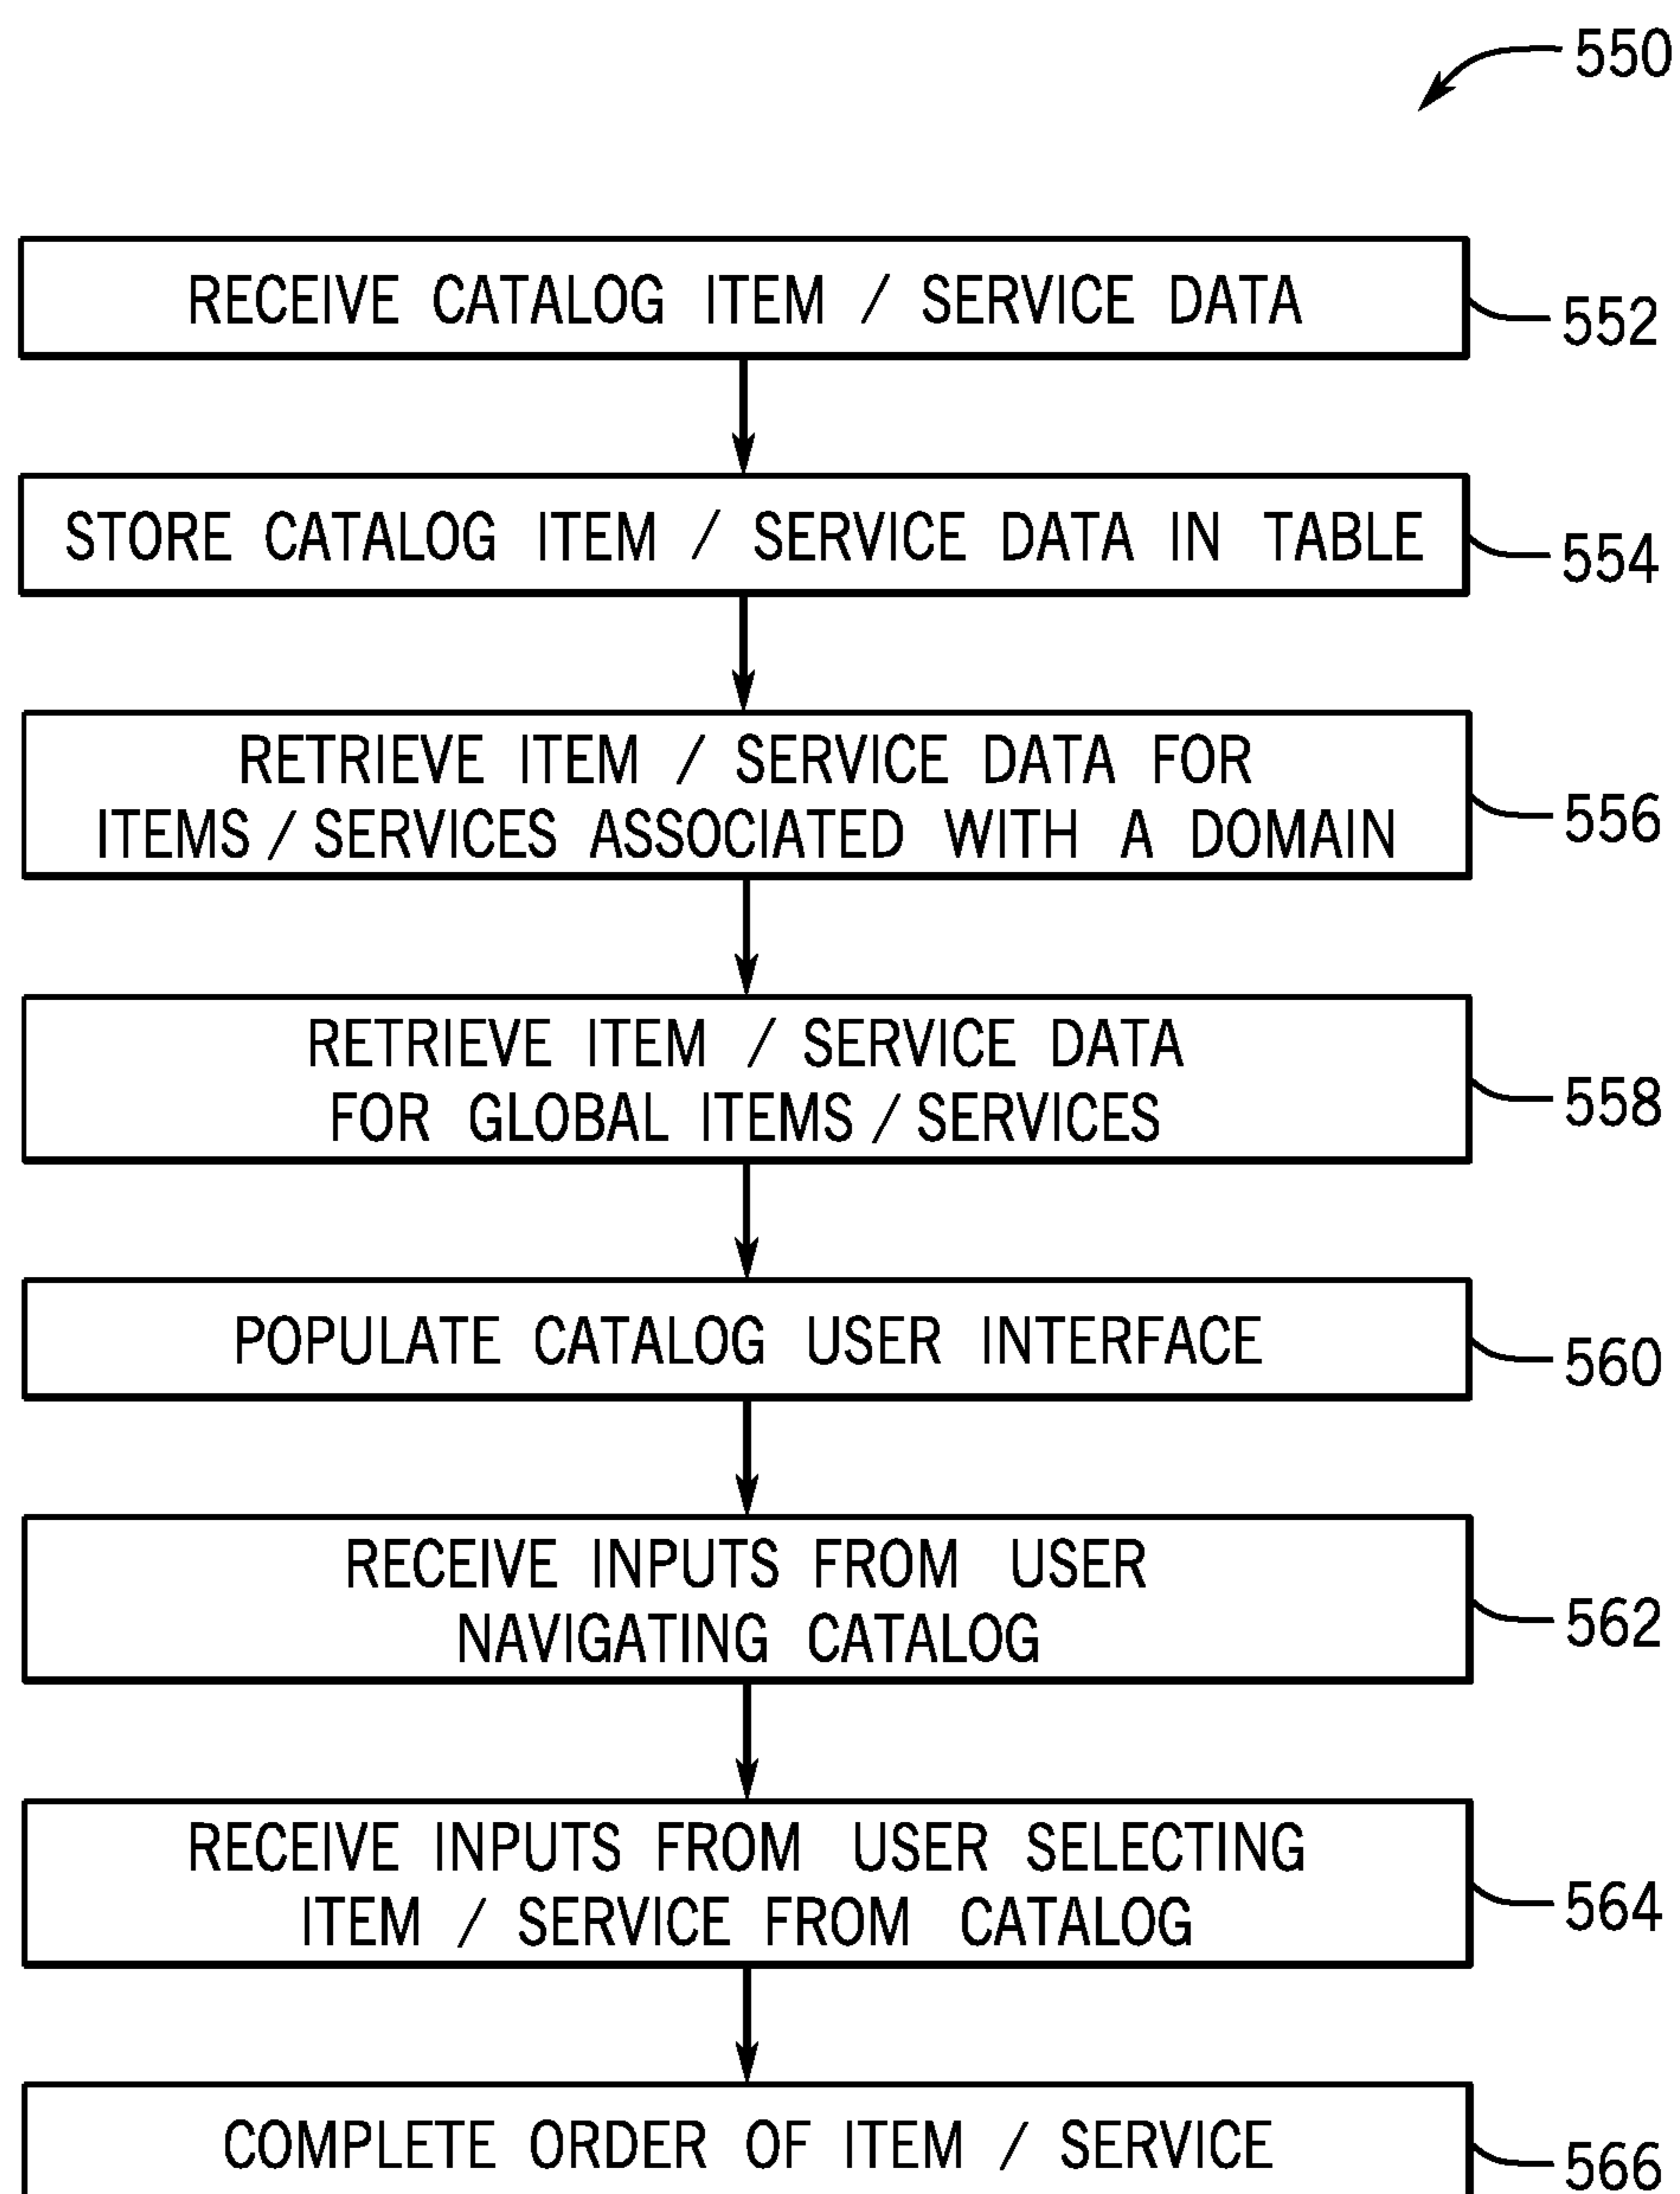 550
RECEIVE CATALOG ITEM / SERVICE DATA
552
STORE CATALOG ITEM / SERVICE DATA IN TABLE
554
RETRIEVE ITEM / SERVICE DATA FOR
ITEMS / SERVICES ASSOCIATED WITH A DOMAIN
556
RETRIEVE ITEM / SERVICE DATA
FOR GLOBAL ITEMS / SERVICES
558
POPULATE CATALOG USER INTERFACE
560
RECEIVE INPUTS FROM USER
NAVIGATING CATALOG
562
RECEIVE INPUTS FROM USER SELECTING
ITEM / SERVICE FROM CATALOG
564
COMPLETE ORDER OF ITEM / SERVICE
566